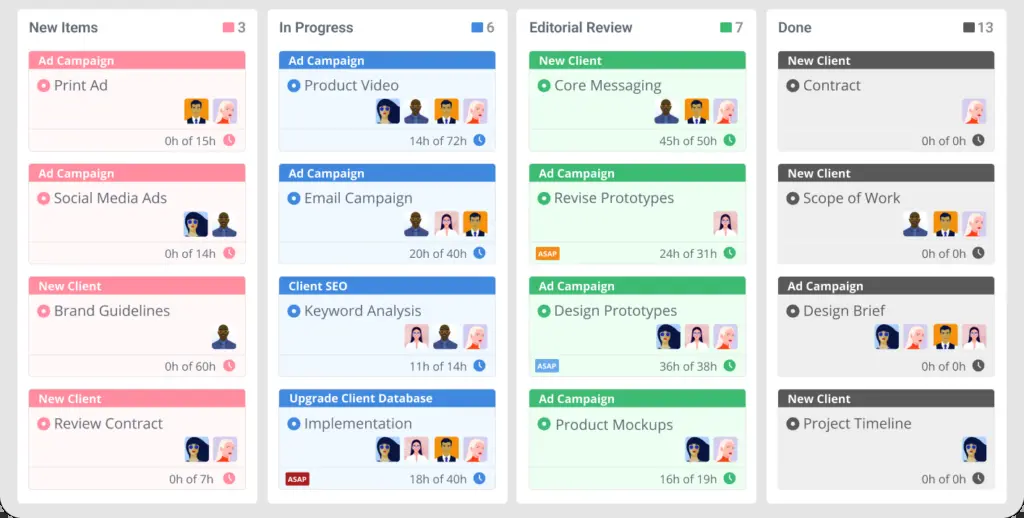 New Items 3
Ad Campaign
Print Ad
0h of 15h
Ad Campaign
Social Media Ads
0h of 14h
New Client
Brand Guidelines
0h of 60h
New Client
Review Contract
0h of 7h
In Progress 6
Ad Campaign
Product Video
14h of 72h
Ad Campaign
Email Campaign
20h of 40h
Client SEO
Keyword Analysis
11h of 14h
Upgrade Client Database
Implementation
ASAP 18h of 40h
Editorial Review 7
New Client
Core Messaging
45h of 50h
Ad Campaign
Revise Prototypes
ASAP 24h of 31h
Ad Campaign
Design Prototypes
ASAP 36h of 38h
Ad Campaign
Product Mockups
16h of 19h
Done 13
New Client
Contract
0h of 0h
New Client
Scope of Work
0h of 0h
Ad Campaign
Design Brief
0h of 0h
New Client
Project Timeline
0h of 0h